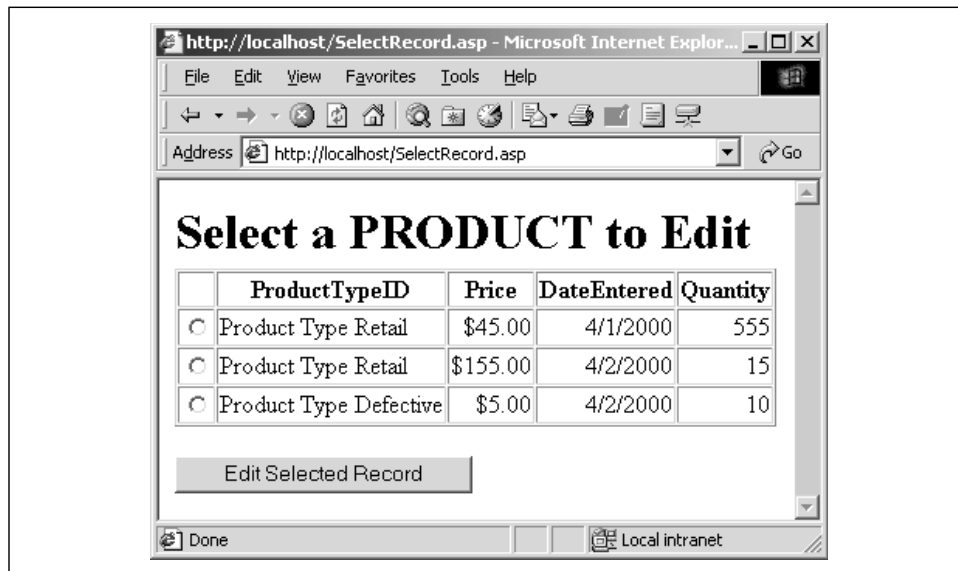 http://localhost/SelectRecord.asp - Microsoft Internet Explor...
File Edit View Favorites Tools Help
Address http://localhost/SelectRecord.asp Go
Select a PRODUCT to Edit
ProductTypeID Price DateEntered Quantity
Product Type Retail $45.00 4/1/2000 555
Product Type Retail $155.00 4/2/2000 15
Product Type Defective $5.00 4/2/2000 10
Edit Selected Record
Done Local intranet